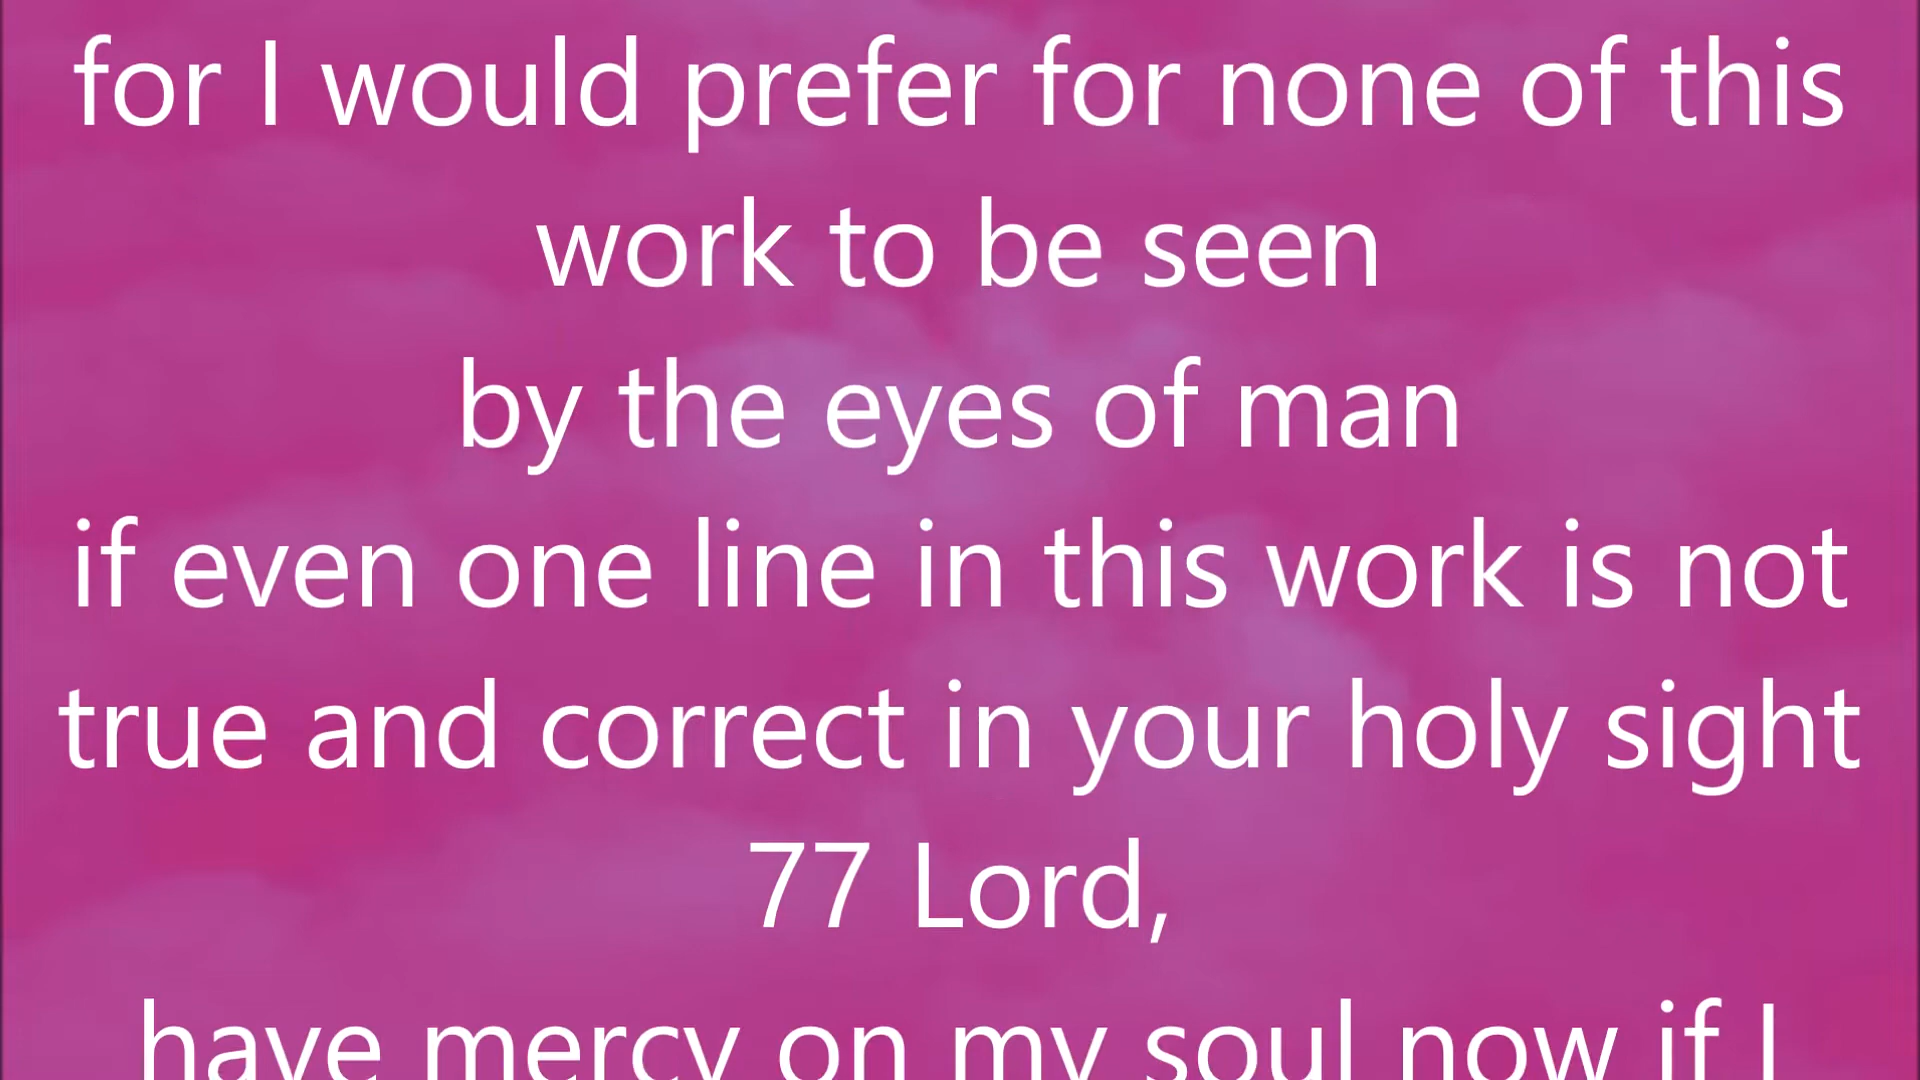 for I would prefer for none of this
work to be seen
by the eyes of man
if even one line in this work is not
true and correct in your holy sight
77 Lord,
have mercy on my soul now if I